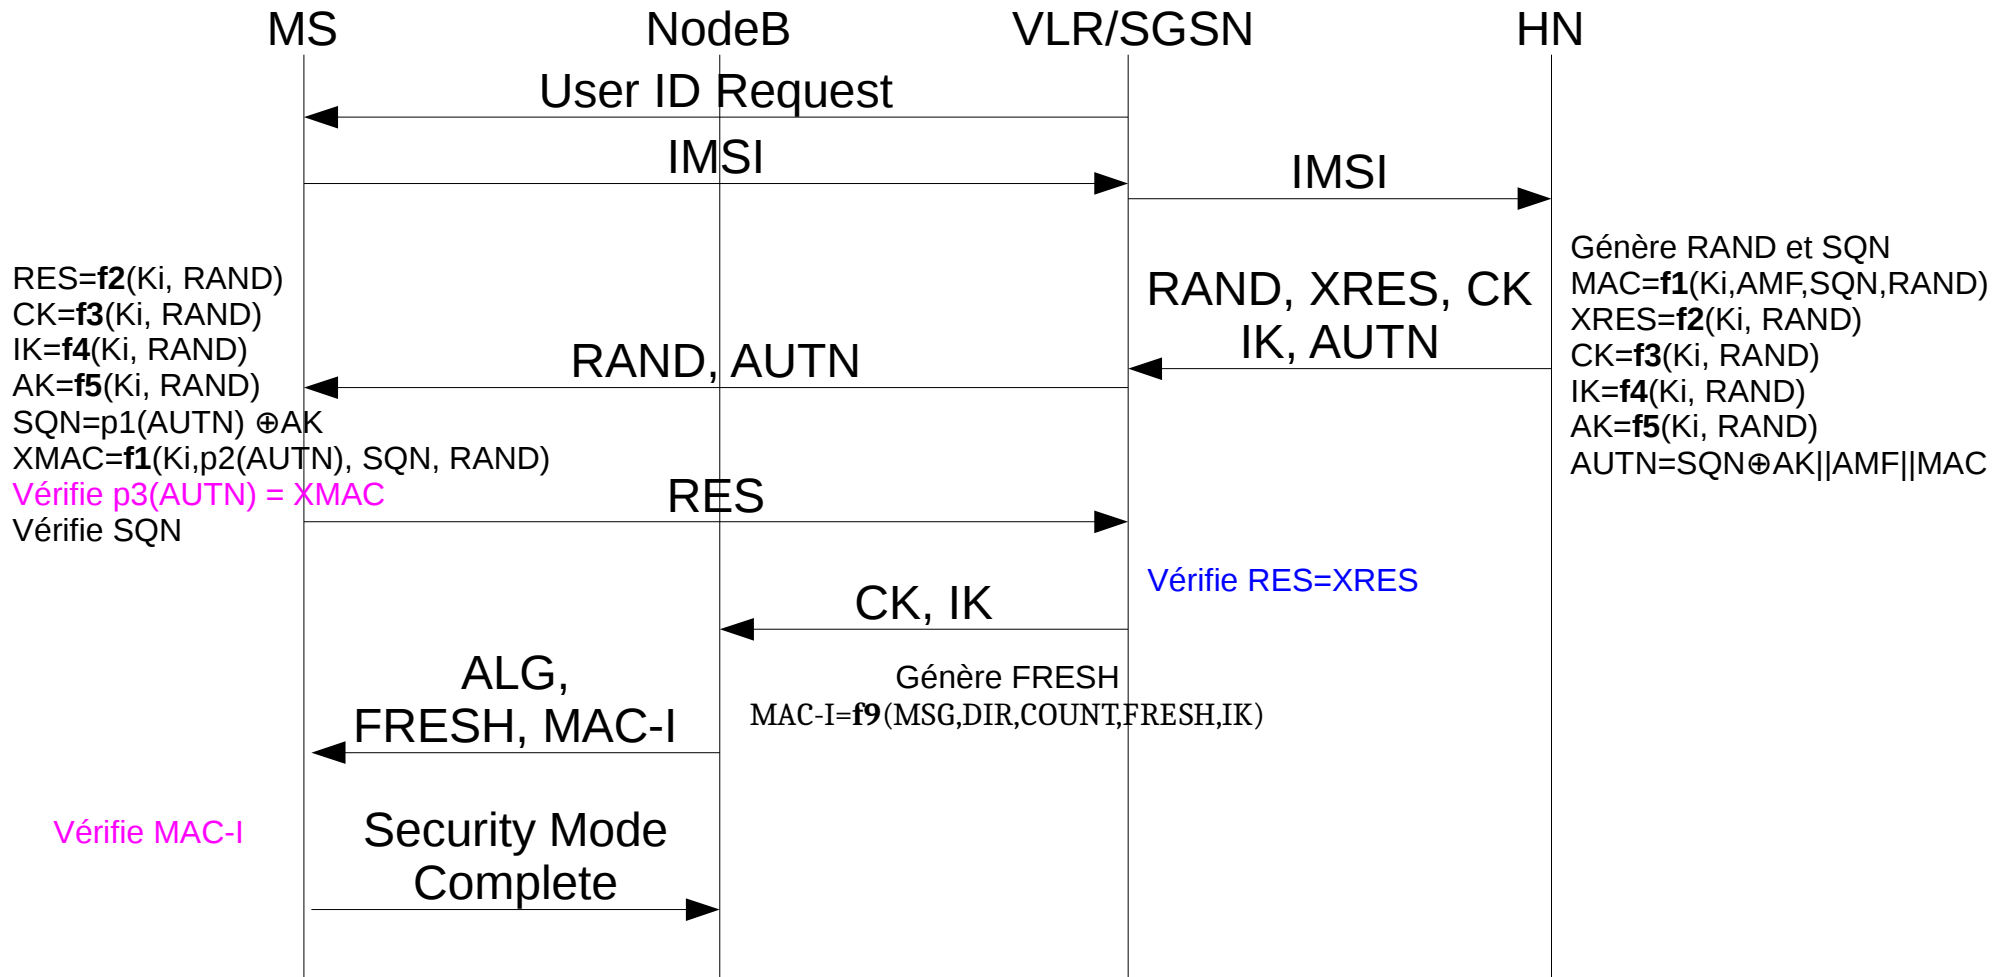 MS
NodeB
VLR/SGSN
HN
User ID Request
IMSI
IMSI
Génère RAND et SQN
MAC=f1(Ki,AMF,SQN,RAND)
XRES=f2(Ki, RAND)
CK=f3(Ki, RAND)
IK=f4(Ki, RAND)
AK=f5(Ki, RAND)
AUTN=SQN⊕AK||AMF||MAC
RAND, XRES, CK
IK, AUTN
RAND, AUTN
RES=f2(Ki, RAND)
CK=f3(Ki, RAND)
IK=f4(Ki, RAND)
AK=f5(Ki, RAND)
SQN=p1(AUTN) ⊕AK
XMAC=f1(Ki,p2(AUTN), SQN, RAND)
Vérifie p3(AUTN) = XMAC
Vérifie SQN
RES
Vérifie RES=XRES
CK, IK
Génère FRESH
MAC-I=f9(MSG,DIR,COUNT,FRESH,IK)
ALG,
FRESH, MAC-I
Vérifie MAC-I
Security Mode
Complete